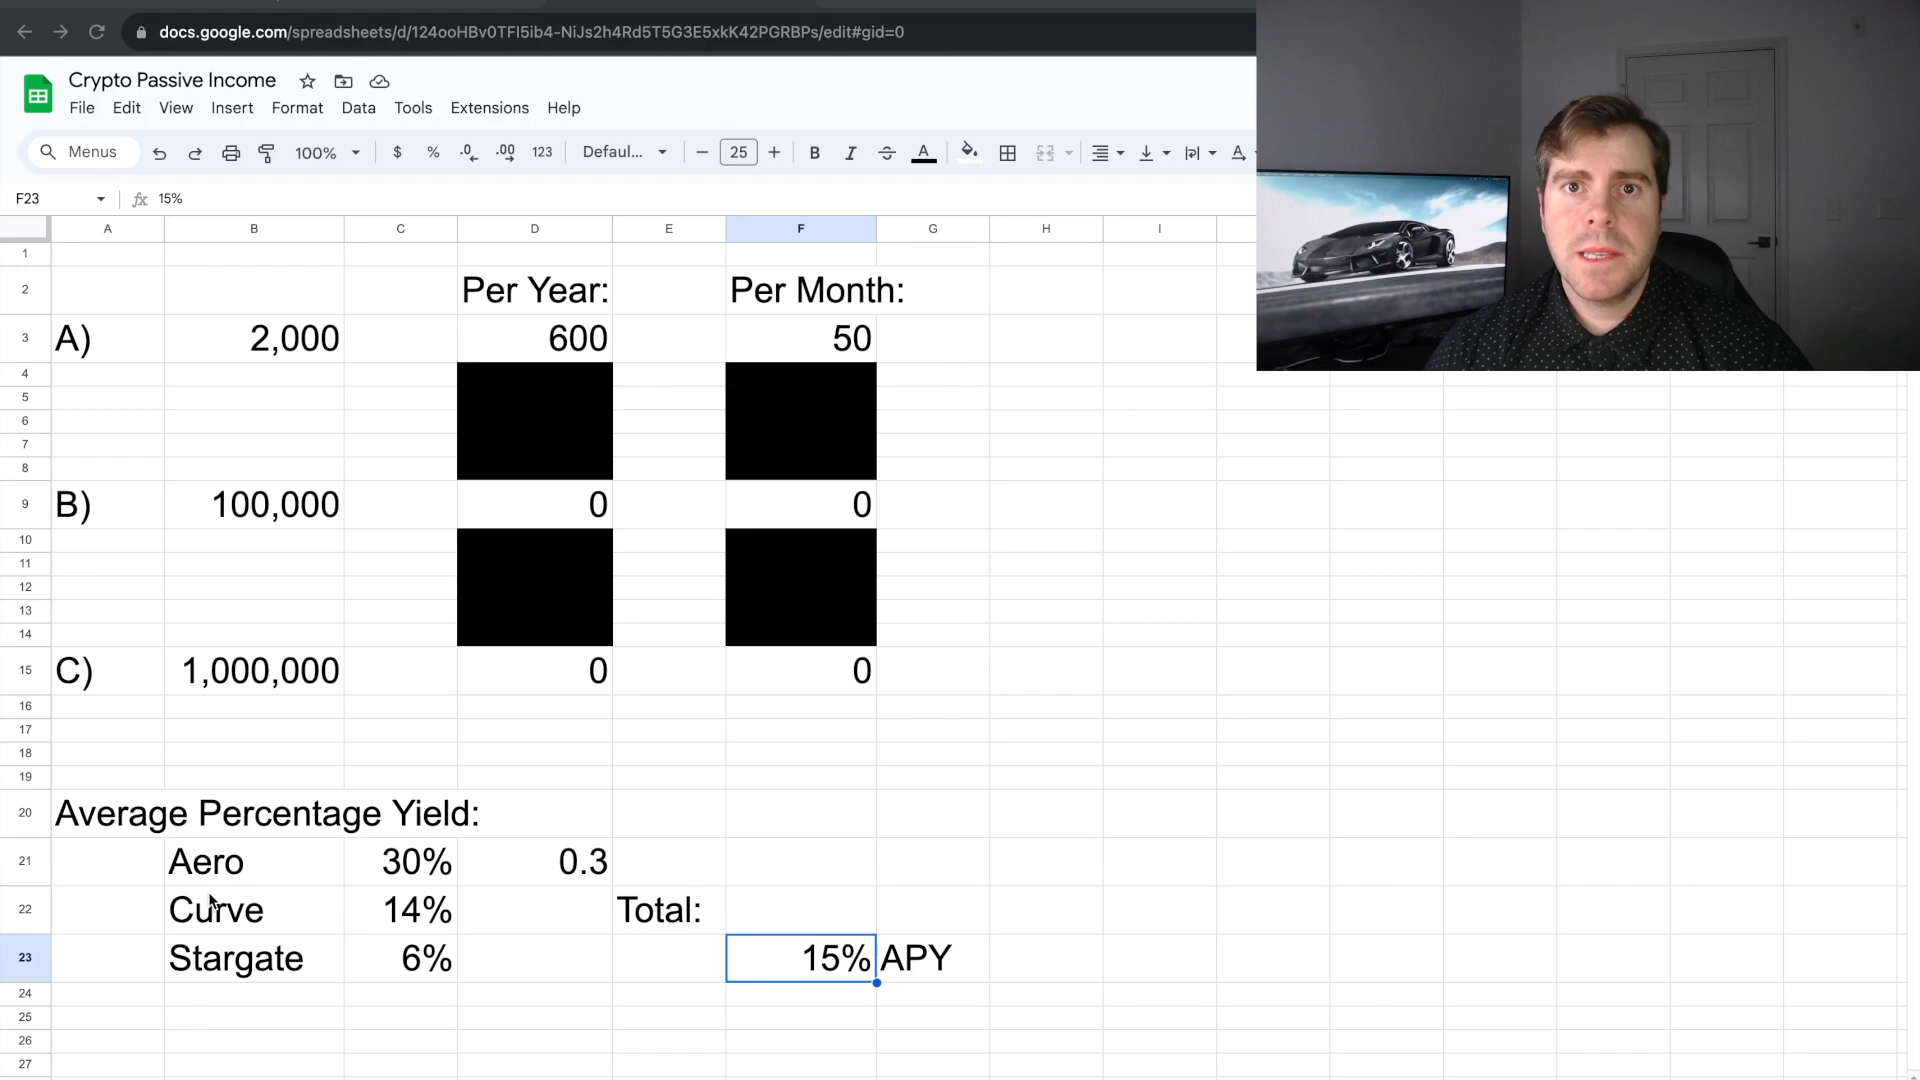 docs.google.com/spreadsheets/d/124ooHBv0TFI5ib4-NiJs2h4Rd5T5G3E5xkK42PGRBPs/edit#gid=0
Crypto Passive Income
File Edit View Insert Format Data Tools Extensions Help
Menus 100% $ % .0 .00 123 Defaul... 25 B I A
F23 fx 15%
A B C D E F G H I
1
2 Per Year: Per Month:
3 A) 2,000 600 50
4
5
6
7
8
9 B) 100,000 0 0
10
11
12
13
14
15 C) 1,000,000 0 0
16
17
18
19
20 Average Percentage Yield:
21 Aero 30% 0.3
22 Curve 14% Total:
23 Stargate 6% 15% APY
24
25
26
27